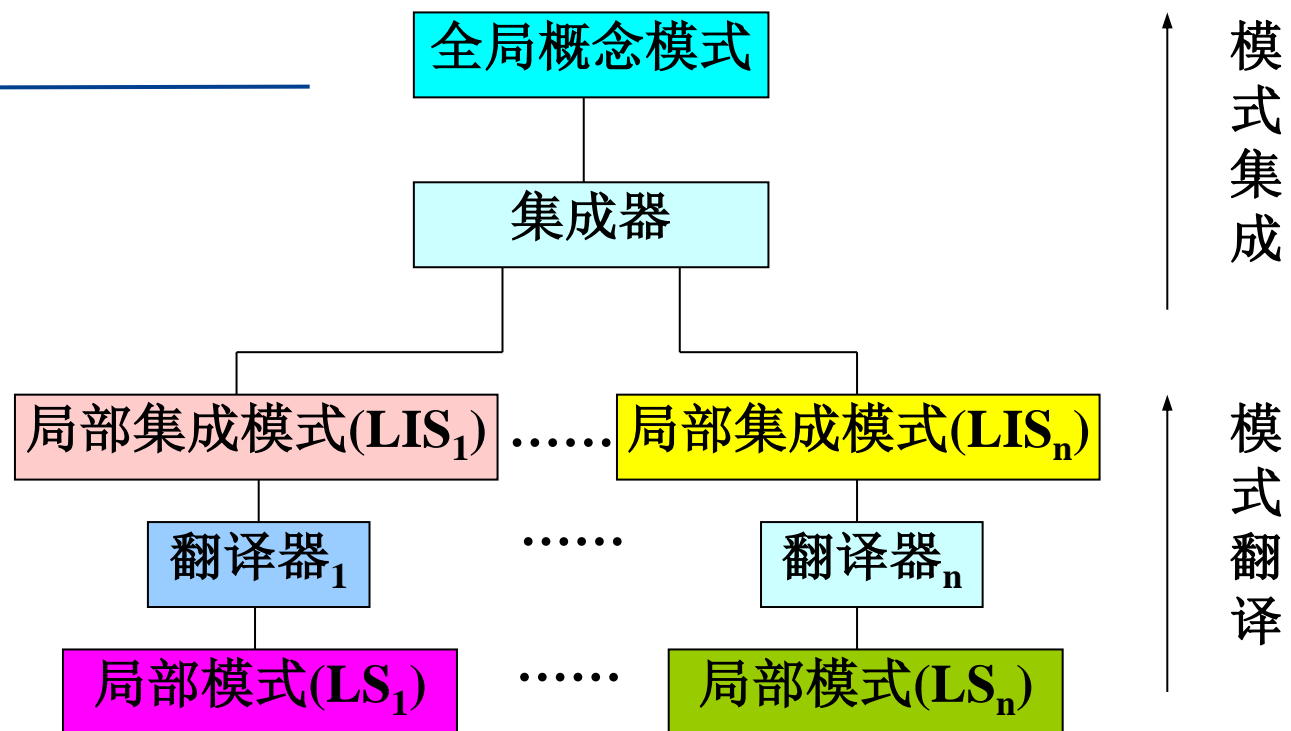 全局概念模式
集成器
模式集成
局部集成模式(LIS1) …… 局部集成模式(LISn)
翻译器1 …… 翻译器n
模式翻译
局部模式(LS1) …… 局部模式(LSn)